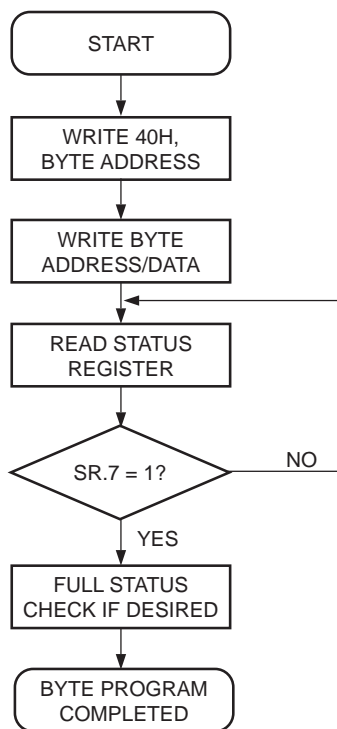 START
WRITE 40H,
BYTE ADDRESS
WRITE BYTE
ADDRESS/DATA
READ STATUS
REGISTER
SR.7 = 1?
NO
YES
FULL STATUS
CHECK IF DESIRED
BYTE PROGRAM
COMPLETED